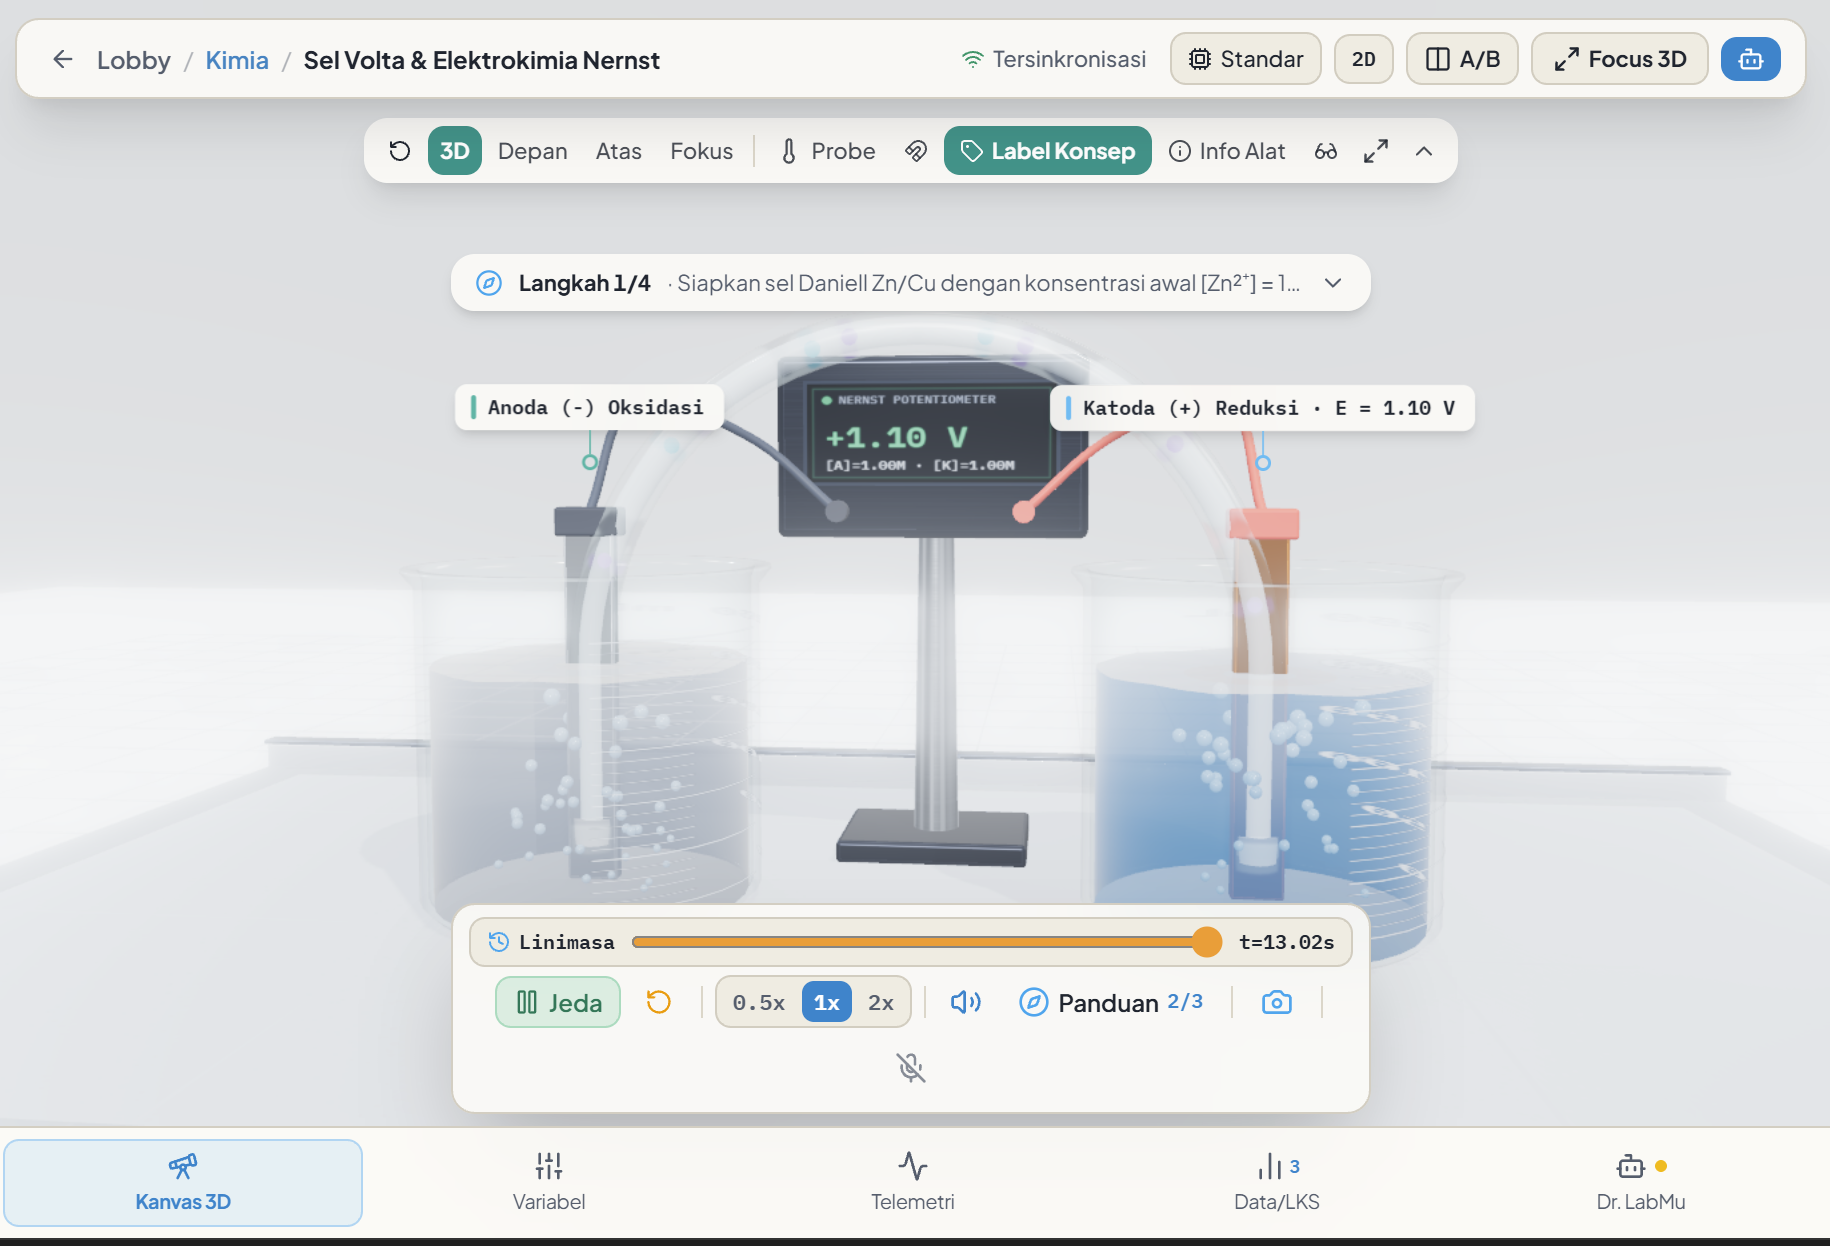 Lobby / Kimia / Sel Volta & Elektrokimia Nernst
Tersinkronisasi
Standar
2D
A/B
Focus 3D
3D
Depan
Atas
Fokus
Probe
Label Konsep
Info Alat
Langkah 1/4 · Siapkan sel Daniell Zn/Cu dengan konsentrasi awal [Zn²⁺] = 1...
Anoda (-) Oksidasi
NERNST POTENTIOMETER
+1.10 V
[A]=1.00M · [K]=1.00M
Katoda (+) Reduksi · E = 1.10 V
Linimasa
t=13.02s
Jeda
0.5x
1x
2x
Panduan 2/3
Kanvas 3D
Variabel
Telemetri
3
Data/LKS
Dr. LabMu